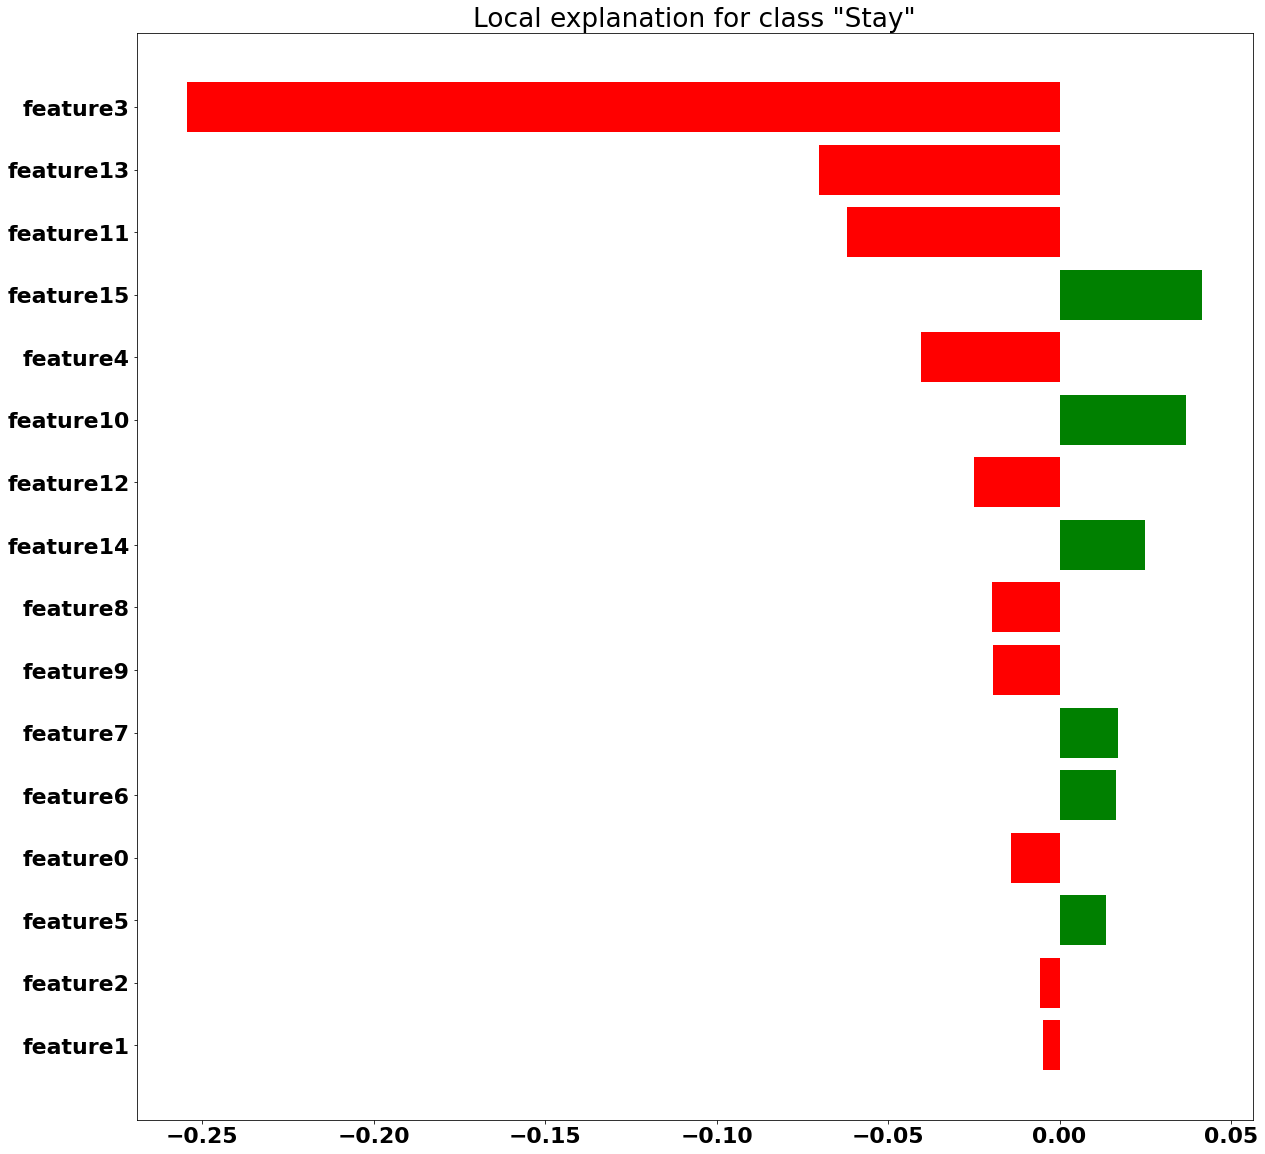 Local explanation for class "Stay"
feature3
feature13
feature11
feature15
feature4
feature10
feature12
feature14
feature8
feature9
feature7
feature6
feature0
feature5
feature2
feature1
−0.25 −0.20 −0.15 −0.10 −0.05 0.00 0.05